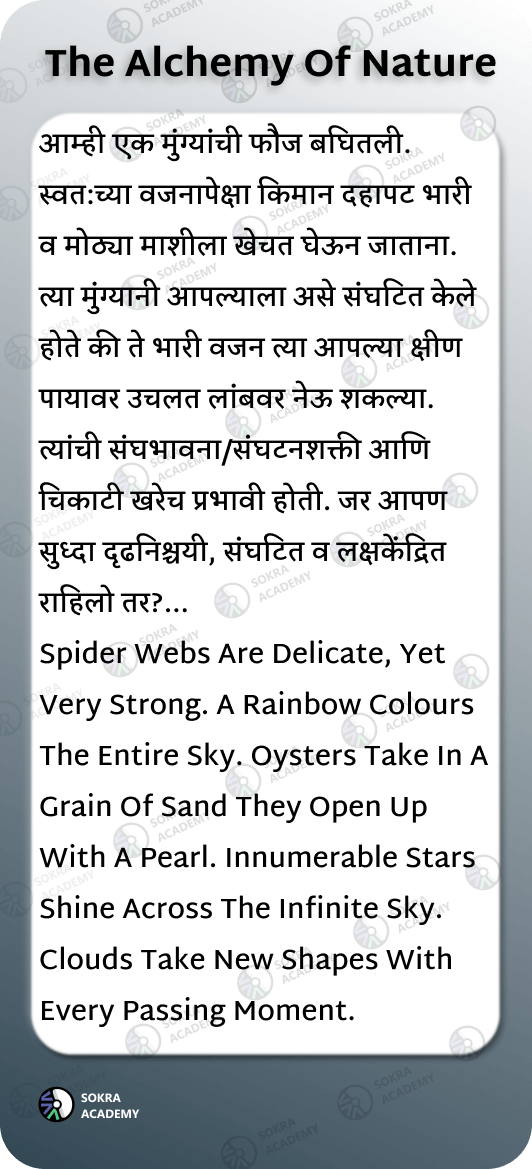 The Alchemy Of Nature
आम्ही एक मुंग्यांची फौज बघितली.
स्वत:च्या वजनापेक्षा किमान दहापट भारी
व मोठ्या माशीला खेचत घेऊन जाताना.
त्या मुंग्यानी आपल्याला असे संघटित केले
होते की ते भारी वजन त्या आपल्या क्षीण
पायावर उचलत लांबवर नेऊ शकल्या.
त्यांची संघभावना/संघटनशक्ती आणि
चिकाटी खरेच प्रभावी होती. जर आपण
सुध्दा दृढनिश्चयी, संघटित व लक्षकेंद्रित
राहिलो तर?...
Spider Webs Are Delicate, Yet
Very Strong. A Rainbow Colours
The Entire Sky. Oysters Take In A
Grain Of Sand They Open Up
With A Pearl. Innumerable Stars
Shine Across The Infinite Sky.
Clouds Take New Shapes With
Every Passing Moment.
SOKRA
ACADEMY